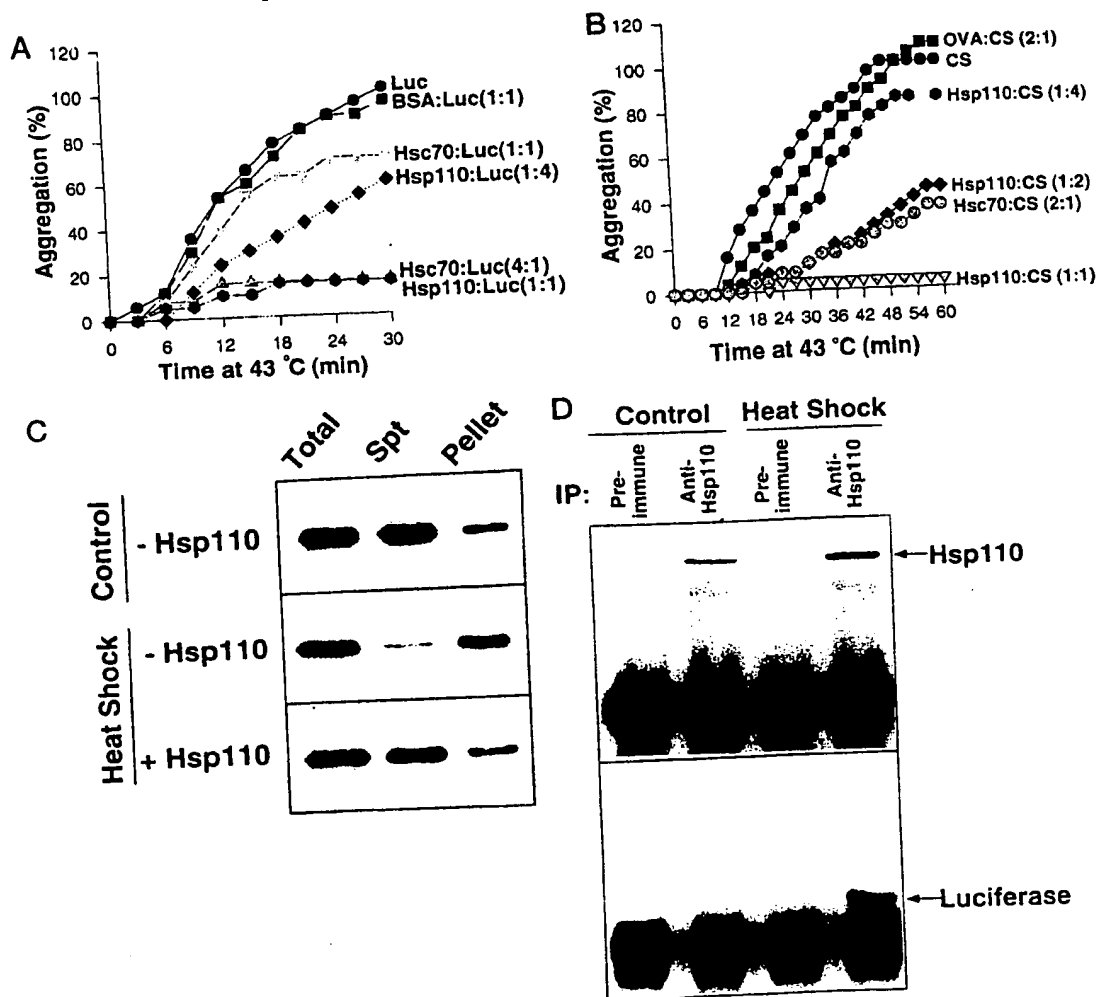 A
120
100
80
60
40
20
0
Aggregation (%)
0 6 12 18 24 30
Time at 43 °C (min)
Luc
BSA:Luc(1:1)
Hsc70:Luc(1:1)
Hsp110:Luc(1:4)
Hsc70:Luc(4:1)
Hsp110:Luc(1:1)
B
120
100
80
60
40
20
0
Aggregation (%)
0 6 12 18 24 30 36 42 48 54 60
Time at 43 °C (min)
OVA:CS (2:1)
CS
Hsp110:CS (1:4)
Hsp110:CS (1:2)
Hsc70:CS (2:1)
Hsp110:CS (1:1)
C
Total Spt Pellet
Control
- Hsp110
Heat Shock
- Hsp110
+ Hsp110
D
Control Heat Shock
IP:
Pre-
immune
Anti-
Hsp110
Pre-
immune
Anti-
Hsp110
Hsp110
Luciferase